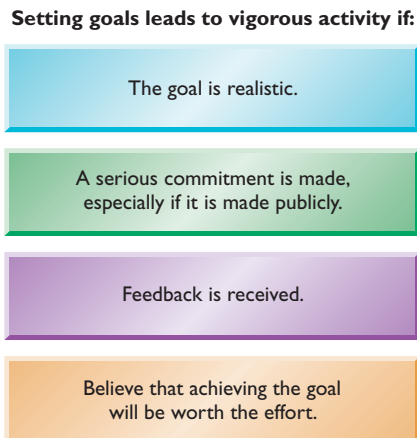 Setting goals leads to vigorous activity if:
The goal is realistic.
A serious commitment is made,
especially if it is made publicly.
Feedback is received.
Believe that achieving the goal
will be worth the effort.